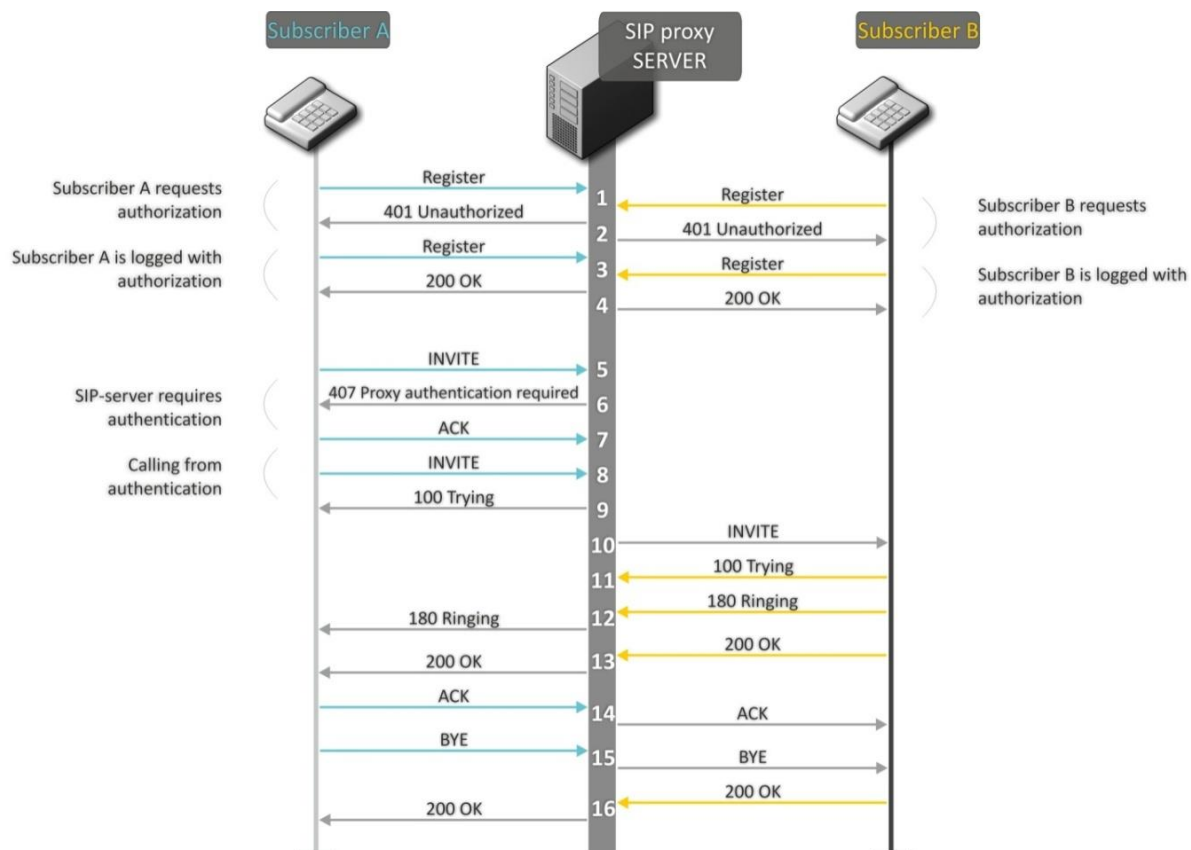 Subscriber A
SIP proxy
SERVER
Subscriber B
Subscriber A requests
authorization
Register
1
Register
Subscriber B requests
authorization
401 Unauthorized
2
401 Unauthorized
Subscriber A is logged with
authorization
Register
3
Register
Subscriber B is logged with
authorization
200 OK
4
200 OK
INVITE
5
SIP-server requires
authentication
407 Proxy authentication required
6
ACK
7
Calling from
authentication
INVITE
8
100 Trying
9
10
INVITE
11
100 Trying
12
180 Ringing
180 Ringing
13
200 OK
200 OK
ACK
14
ACK
BYE
15
BYE
16
200 OK
200 OK